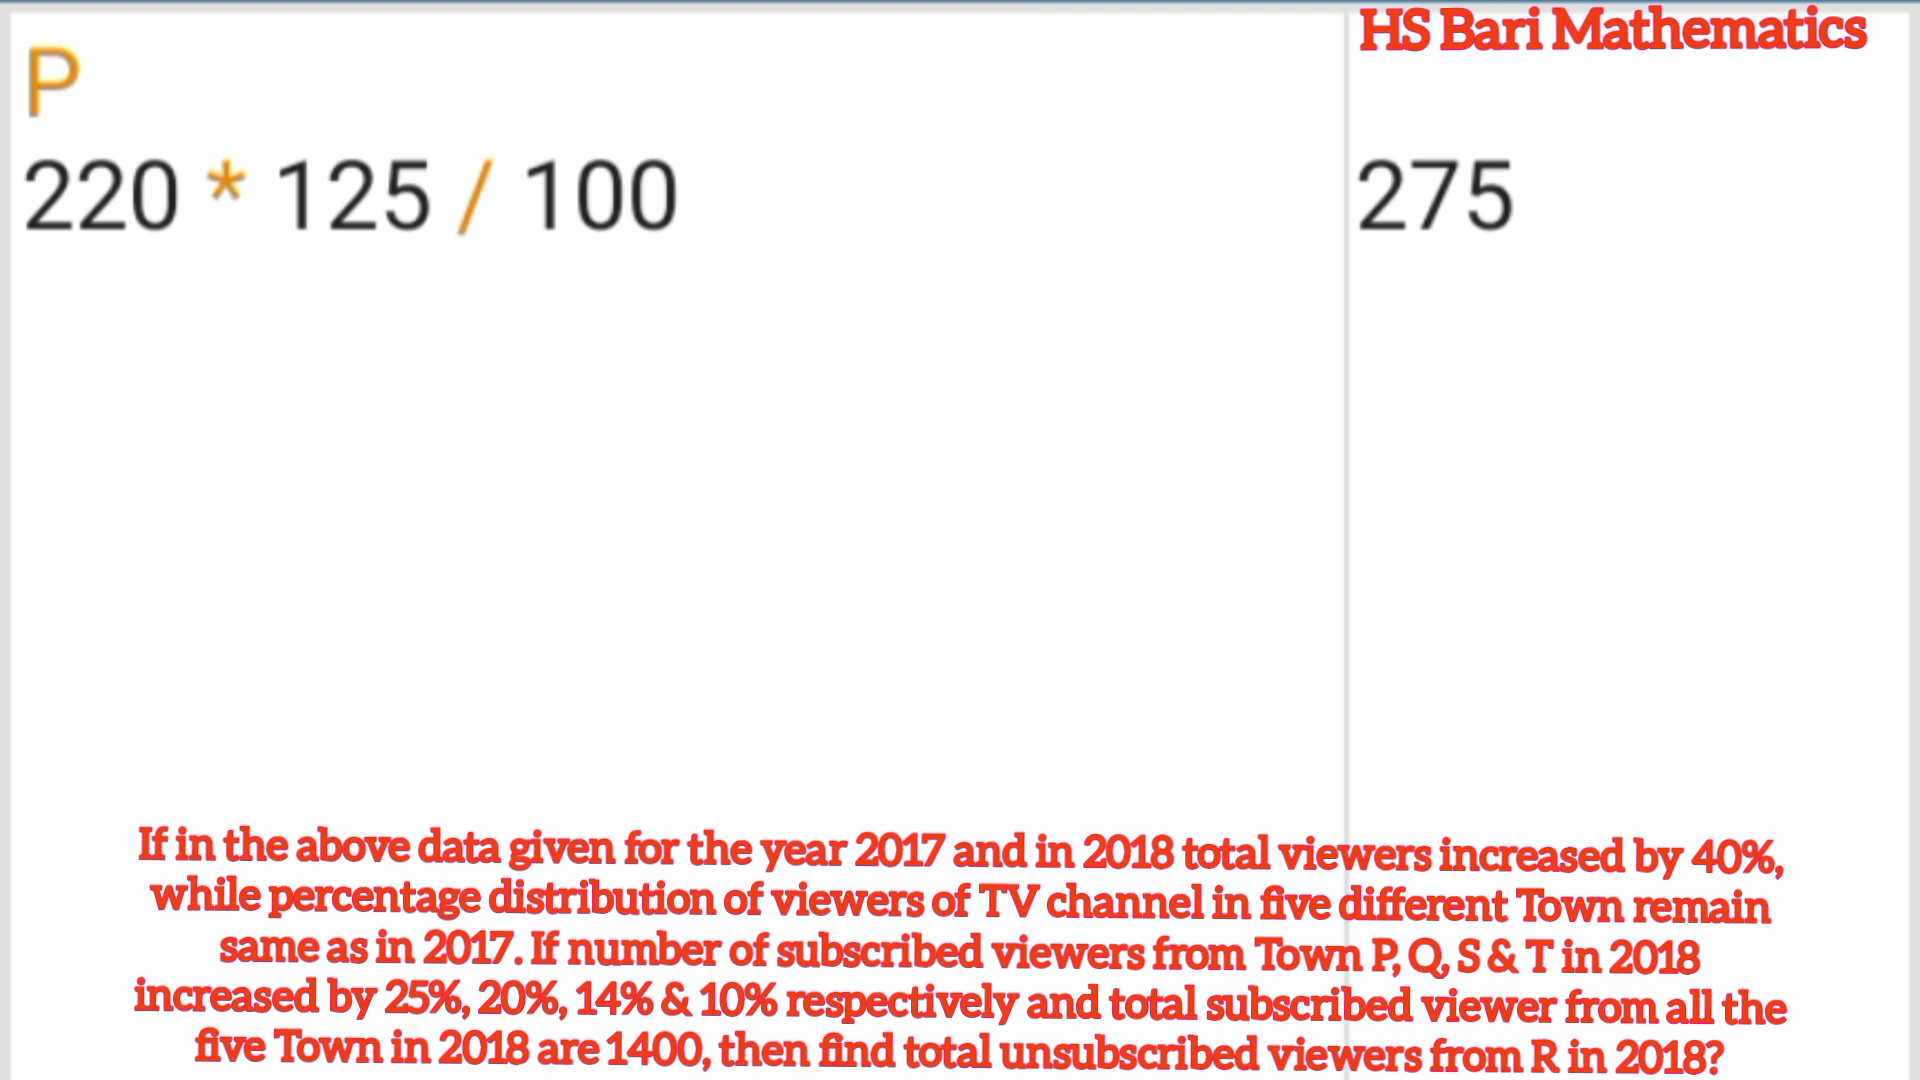 HS Bari Mathematics
P
220 * 125 / 100 275
If in the above data given for the year 2017 and in 2018 total viewers increased by 40%,
while percentage distribution of viewers of TV channel in five different Town remain
same as in 2017. If number of subscribed viewers from Town P, Q, S & T in 2018
increased by 25%, 20%, 14% & 10% respectively and total subscribed viewer from all the
five Town in 2018 are 1400, then find total unsubscribed viewers from R in 2018?